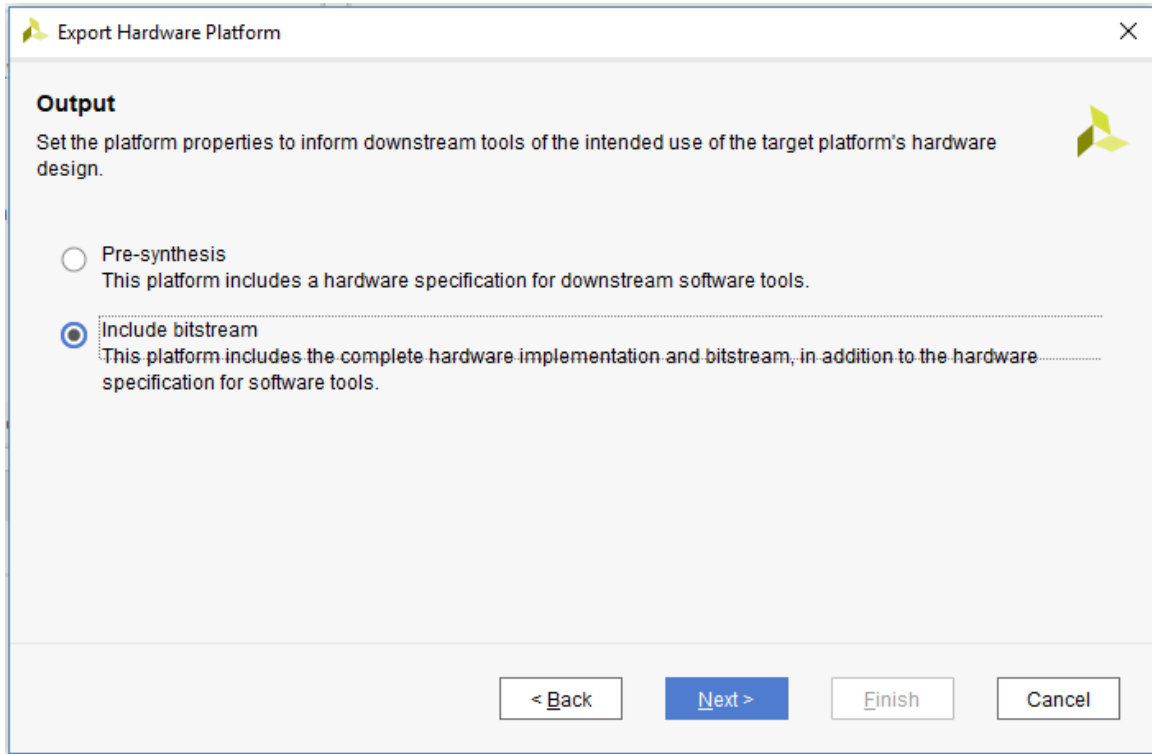 Export Hardware Platform
Output
Set the platform properties to inform downstream tools of the intended use of the target platform's hardware
design.
Pre-synthesis
This platform includes a hardware specification for downstream software tools.
Include bitstream
This platform includes the complete hardware implementation and bitstream, in addition to the hardware
specification for software tools.
< Back
Next >
Finish
Cancel